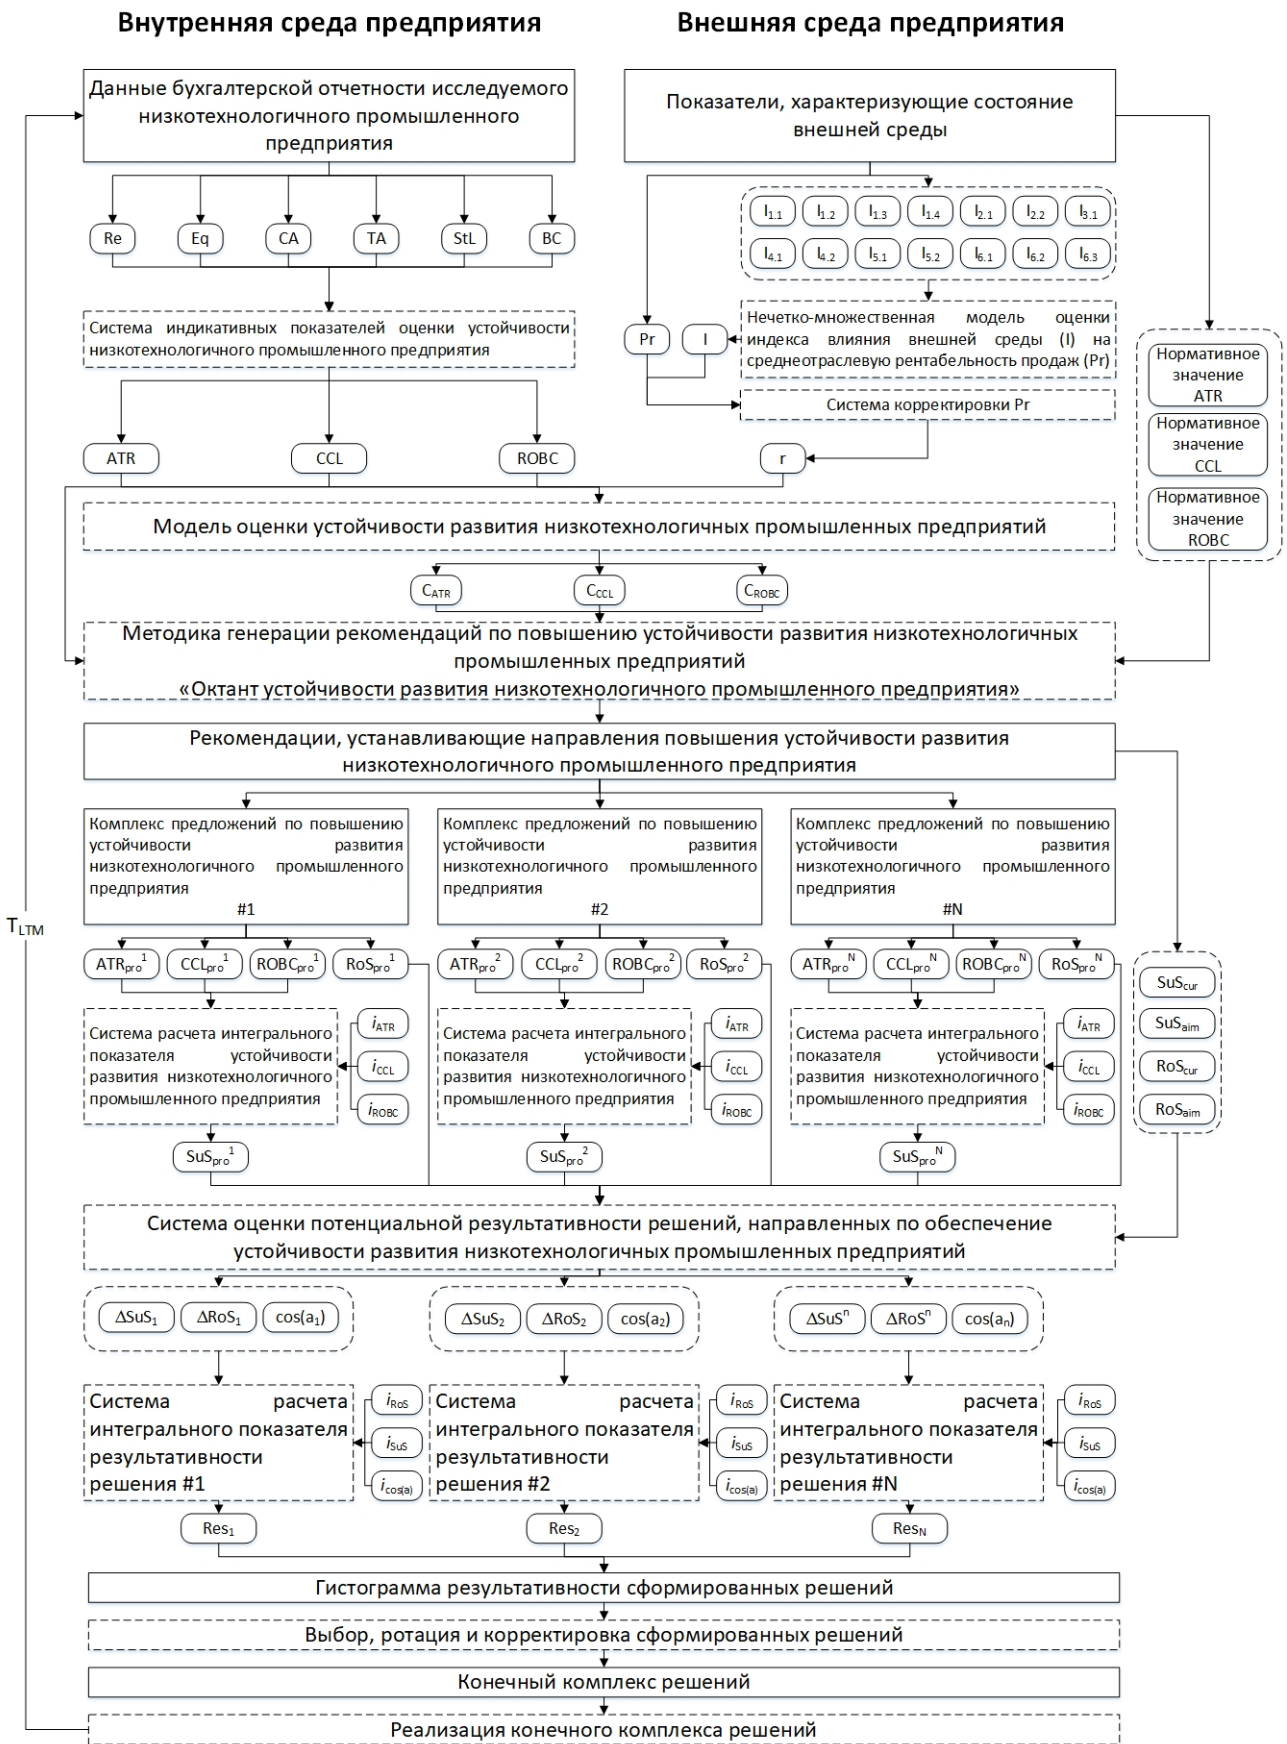 Внутренняя среда предприятия
Внешняя среда предприятия
Данные бухгалтерской отчетности исследуемого
низкотехнологичного промышленного
предприятия
Показатели, характеризующие состояние
внешней среды
Re
Eq
CA
TA
StL
BC
I1.1
I1.2
I1.3
I1.4
I2.1
I2.2
I3.1
I4.1
I4.2
I5.1
I5.2
I6.1
I6.2
I6.3
Система индикативных показателей оценки устойчивости
низкотехнологичного промышленного предприятия
Pr
I
Нечетко-множественная модель оценки
индекса влияния внешней среды (I) на
среднеотраслевую рентабельность продаж (Pr)
Система корректировки Pr
Нормативное
значение
ATR
Нормативное
значение
CCL
Нормативное
значение
ROBC
ATR
CCL
ROBC
r
Модель оценки устойчивости развития низкотехнологичных промышленных предприятий
CATR
CCCL
CROBC
Методика генерации рекомендаций по повышению устойчивости развития низкотехнологичных
промышленных предприятий
«Октант устойчивости развития низкотехнологичного промышленного предприятия»
Рекомендации, устанавливающие направления повышения устойчивости развития
низкотехнологичного промышленного предприятия
Комплекс предложений по повышению
устойчивости развития
низкотехнологичного промышленного
предприятия
#1
Комплекс предложений по повышению
устойчивости развития
низкотехнологичного промышленного
предприятия
#2
Комплекс предложений по повышению
устойчивости развития
низкотехнологичного промышленного
предприятия
#N
TLTM
ATRpro1
CCLpro1
ROBCpro1
RoSpro1
ATRpro2
CCLpro2
ROBCpro2
RoSpro2
ATRproN
CCLproN
ROBCproN
RoSproN
SuScur
SuSaim
RoScur
RoSaim
Система расчета интегрального
показателя устойчивости
развития низкотехнологичного
промышленного предприятия
iATR
iCCL
iROBC
Система расчета интегрального
показателя устойчивости
развития низкотехнологичного
промышленного предприятия
iATR
iCCL
iROBC
Система расчета интегрального
показателя устойчивости
развития низкотехнологичного
промышленного предприятия
iATR
iCCL
iROBC
SuSpro1
SuSpro2
SuSproN
Система оценки потенциальной результативности решений, направленных по обеспечение
устойчивости развития низкотехнологичных промышленных предприятий
ΔSuS1
ΔRoS1
cos(a1)
ΔSuS2
ΔRoS2
cos(a2)
ΔSuSn
ΔRoSn
cos(an)
Система расчета
интегрального показателя
результативности
решения #1
iRoS
iSuS
icos(a)
Система расчета
интегрального показателя
результативности
решения #2
iRoS
iSuS
icos(a)
Система расчета
интегрального показателя
результативности
решения #N
iRoS
iSuS
icos(a)
Res1
Res2
ResN
Гистограмма результативности сформированных решений
Выбор, ротация и корректировка сформированных решений
Конечный комплекс решений
Реализация конечного комплекса решений